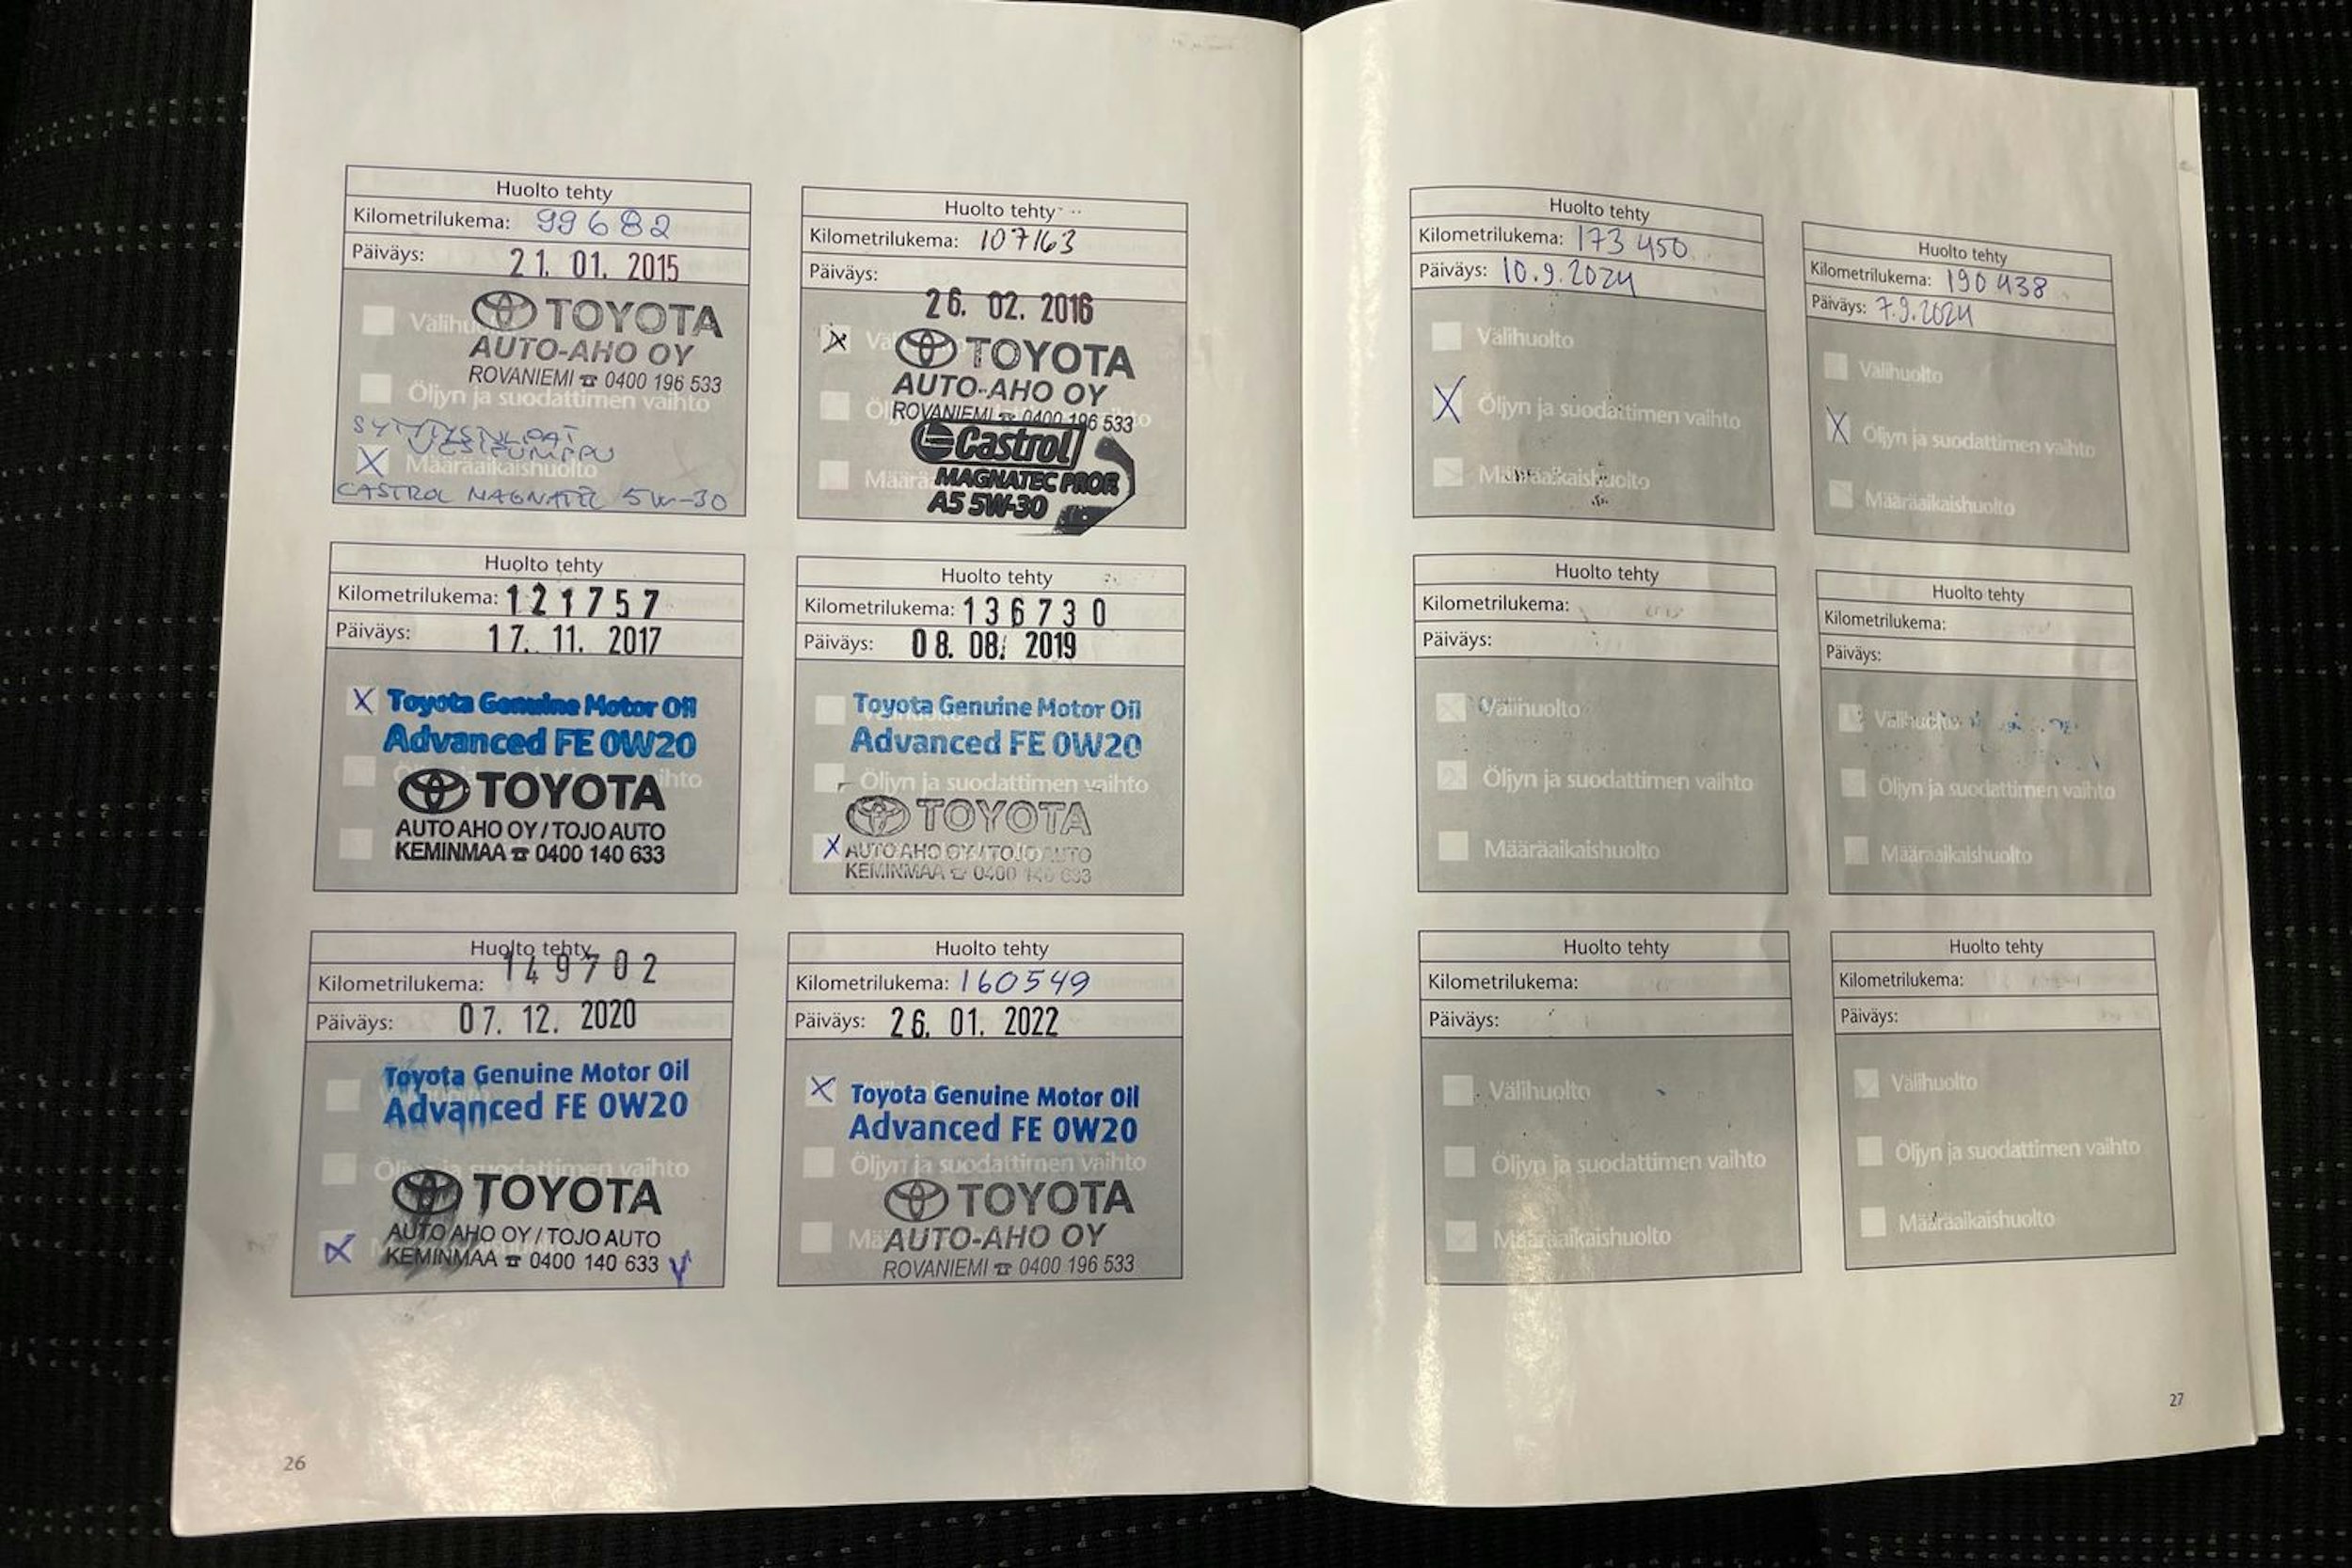 Huolto tehty
Kilometrilukema: 99682
Päiväys: 21. 01. 2015
TOYOTA
AUTO-AHO OY
ROVANIEMI ☎ 0400 196 533
Öljyn ja suodattimen vaihto
SYTYTYSTULPAT
VESIPUMPPU
X Määräaikaishuolto
CASTROL MAGNATEC 5W-30
Huolto tehty
Kilometrilukema: 107163
Päiväys:
26. 02. 2016
X
TOYOTA
AUTO-AHO OY
ROVANIEMI ☎ 0400 196 533
Castrol
MAGNATEC PROF.
A5 5W-30
Huolto tehty
Kilometrilukema: 121757
Päiväys: 17. 11. 2017
X Toyota Genuine Motor Oil
Advanced FE 0W20
TOYOTA
AUTO AHO OY / TOJO AUTO
KEMINMAA ☎ 0400 140 633
Huolto tehty
Kilometrilukema: 136730
Päiväys: 08. 08. 2019
Toyota Genuine Motor Oil
Advanced FE 0W20
Öljyn ja suodattimen vaihto
TOYOTA
X AUTO AHO OY / TOJO AUTO
KEMINMAA ☎ 0400 140 633
Huolto tehty
Kilometrilukema: 149702
Päiväys: 07. 12. 2020
Toyota Genuine Motor Oil
Advanced FE 0W20
Öljyn ja suodattimen vaihto
TOYOTA
AUTO AHO OY / TOJO AUTO
X KEMINMAA ☎ 0400 140 633
Huolto tehty
Kilometrilukema: 160549
Päiväys: 26. 01. 2022
X Toyota Genuine Motor Oil
Advanced FE 0W20
Öljyn ja suodattimen vaihto
TOYOTA
AUTO-AHO OY
ROVANIEMI ☎ 0400 196 533
26
Huolto tehty
Kilometrilukema: 173 450
Päiväys: 10.9.2024
Välihuolto
X Öljyn ja suodattimen vaihto
Määräaikaishuolto
Huolto tehty
Kilometrilukema: 190 438
Päiväys: 7.9.2024
Välihuolto
X Öljyn ja suodattimen vaihto
Määräaikaishuolto
Huolto tehty
Kilometrilukema:
Päiväys:
Välihuolto
Öljyn ja suodattimen vaihto
Määräaikaishuolto
Huolto tehty
Kilometrilukema:
Päiväys:
Välihuolto
Öljyn ja suodattimen vaihto
Määräaikaishuolto
Huolto tehty
Kilometrilukema:
Päiväys:
Välihuolto
Öljyn ja suodattimen vaihto
Määräaikaishuolto
Huolto tehty
Kilometrilukema:
Päiväys:
Välihuolto
Öljyn ja suodattimen vaihto
Määräaikaishuolto
27